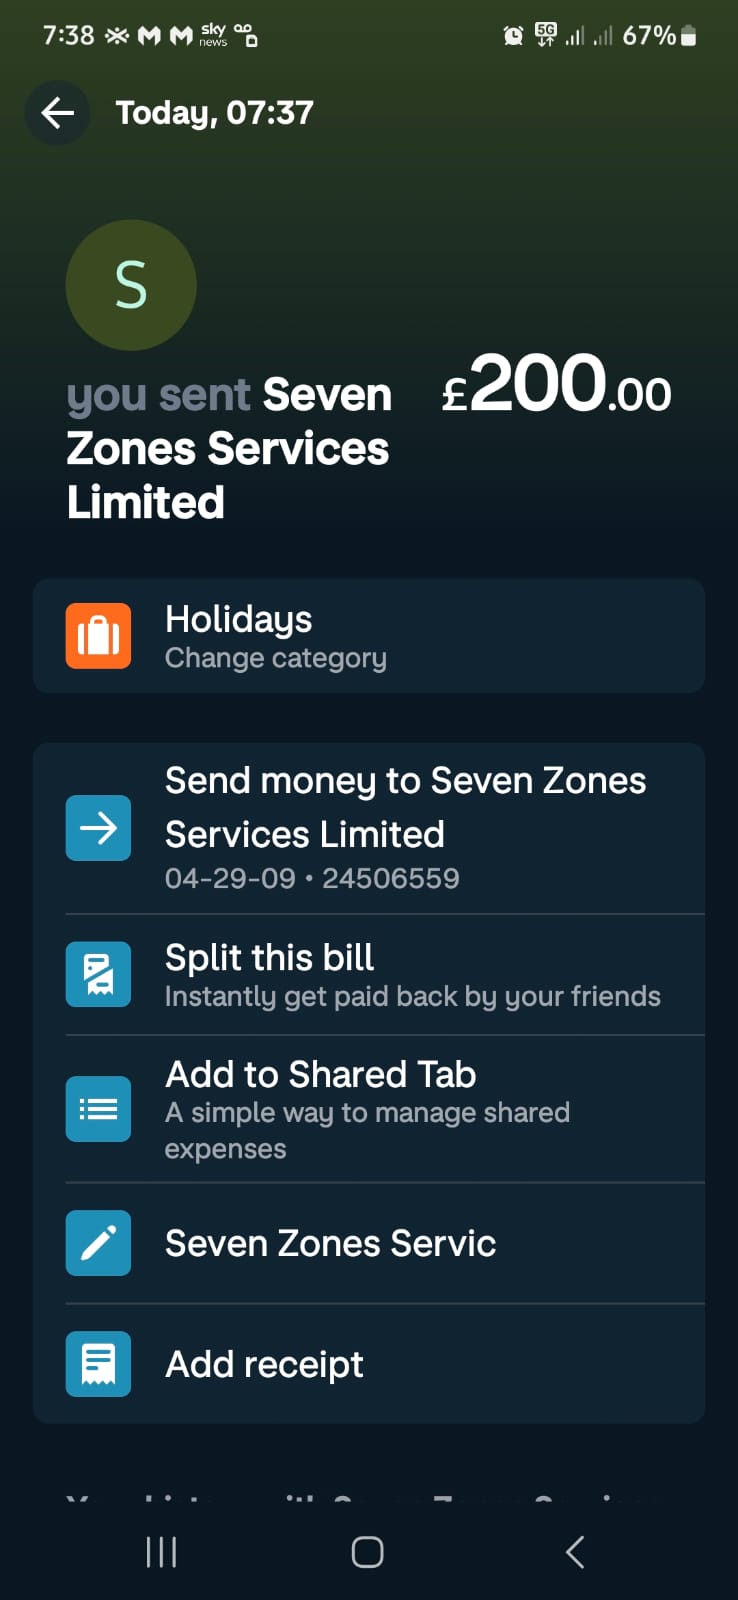 7:38 sky news 5G 67%
Today, 07:37
S
you sent Seven £200.00
Zones Services
Limited
Holidays
Change category
Send money to Seven Zones
Services Limited
04-29-09 • 24506559
Split this bill
Instantly get paid back by your friends
Add to Shared Tab
A simple way to manage shared
expenses
Seven Zones Servic
Add receipt